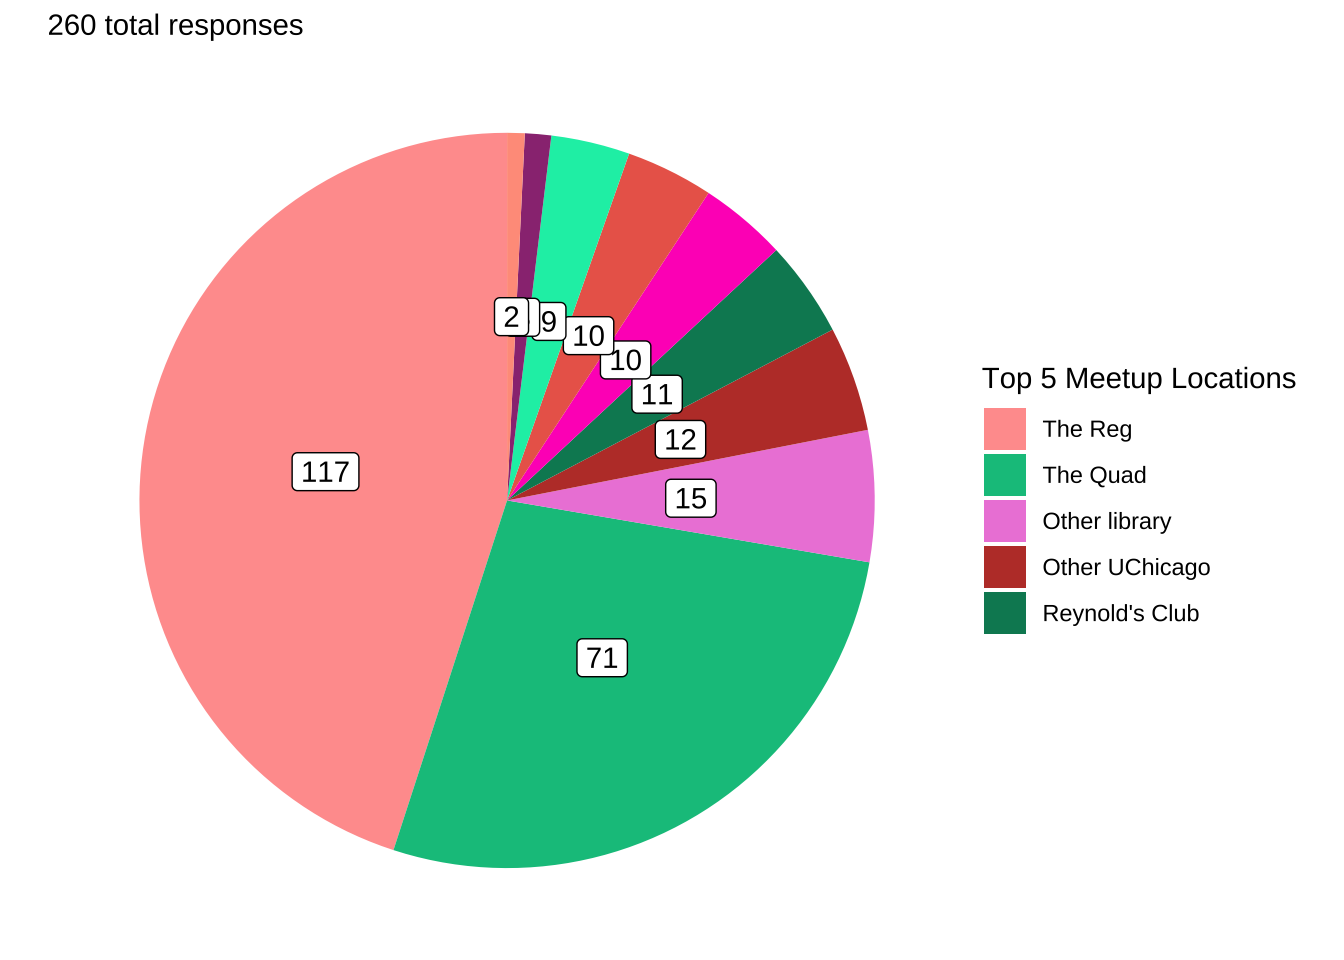 260 total responses
2
9
10
10
11
12
15
117
71
Top 5 Meetup Locations
The Reg
The Quad
Other library
Other UChicago
Reynold's Club